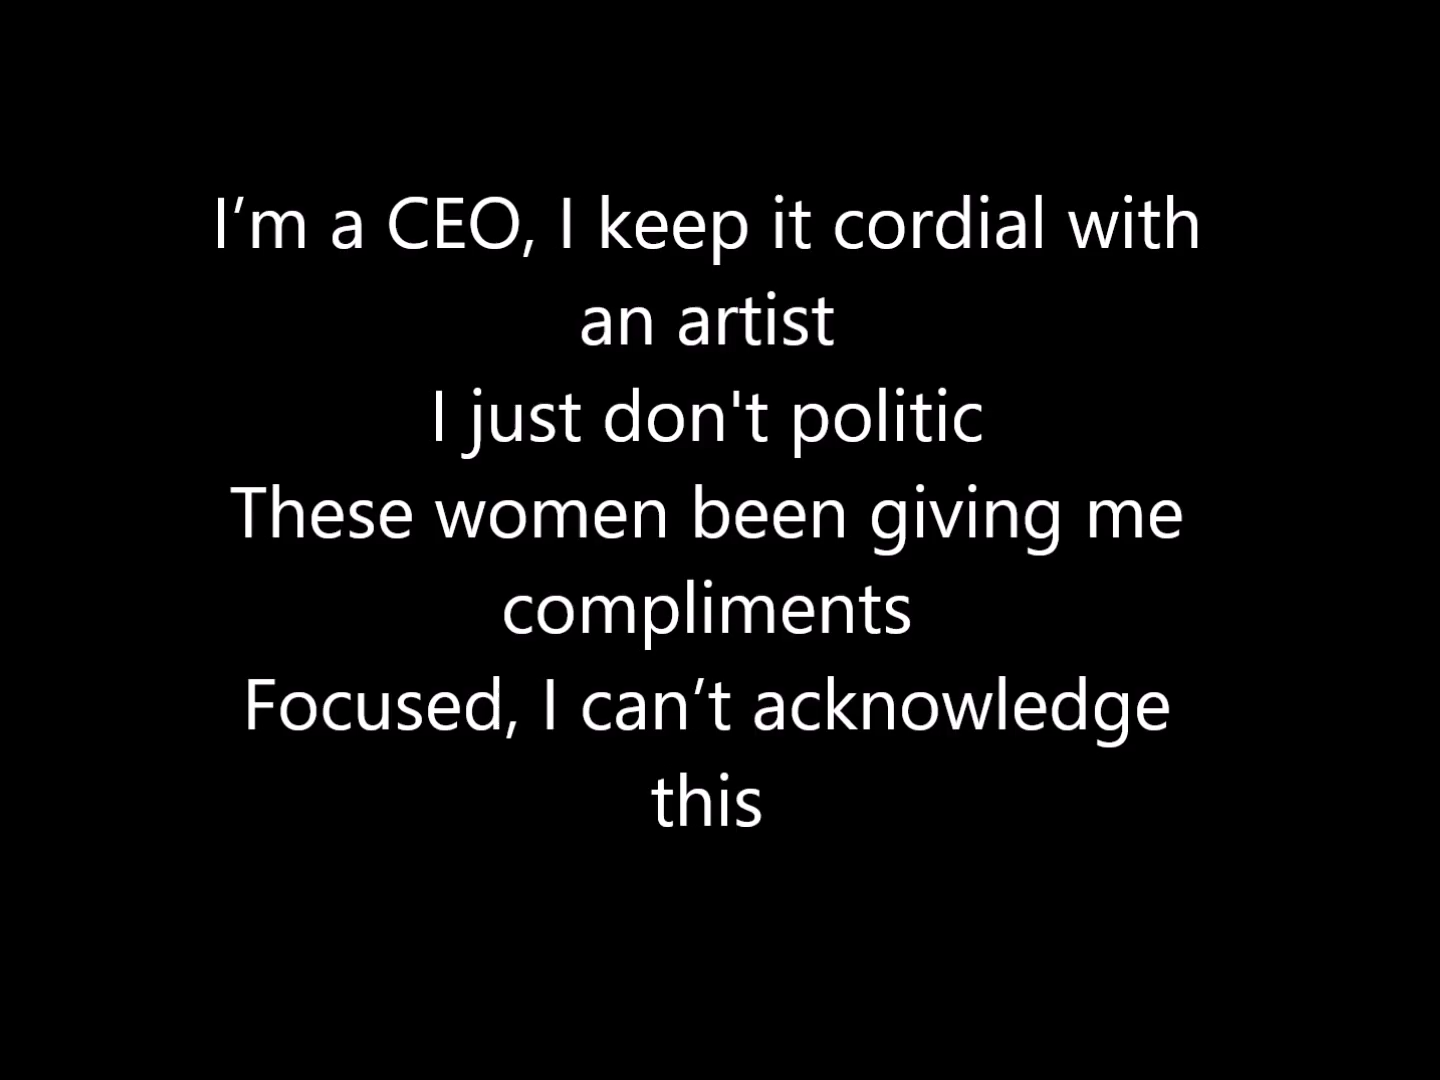 I’m a CEO, I keep it cordial with
an artist
I just don't politic
These women been giving me
compliments
Focused, I can’t acknowledge
this